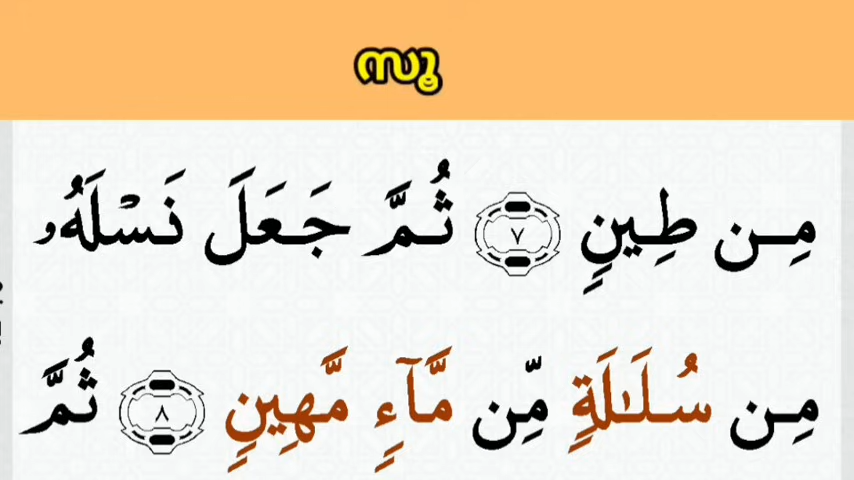 സൂ
مِن طِينٍ ٧ ثُمَّ جَعَلَ نَسْلَهُۥ
مِن سُلَـٰلَةٍ مِّن مَّآءٍ مَّهِينٍ ٨ ثُمَّ